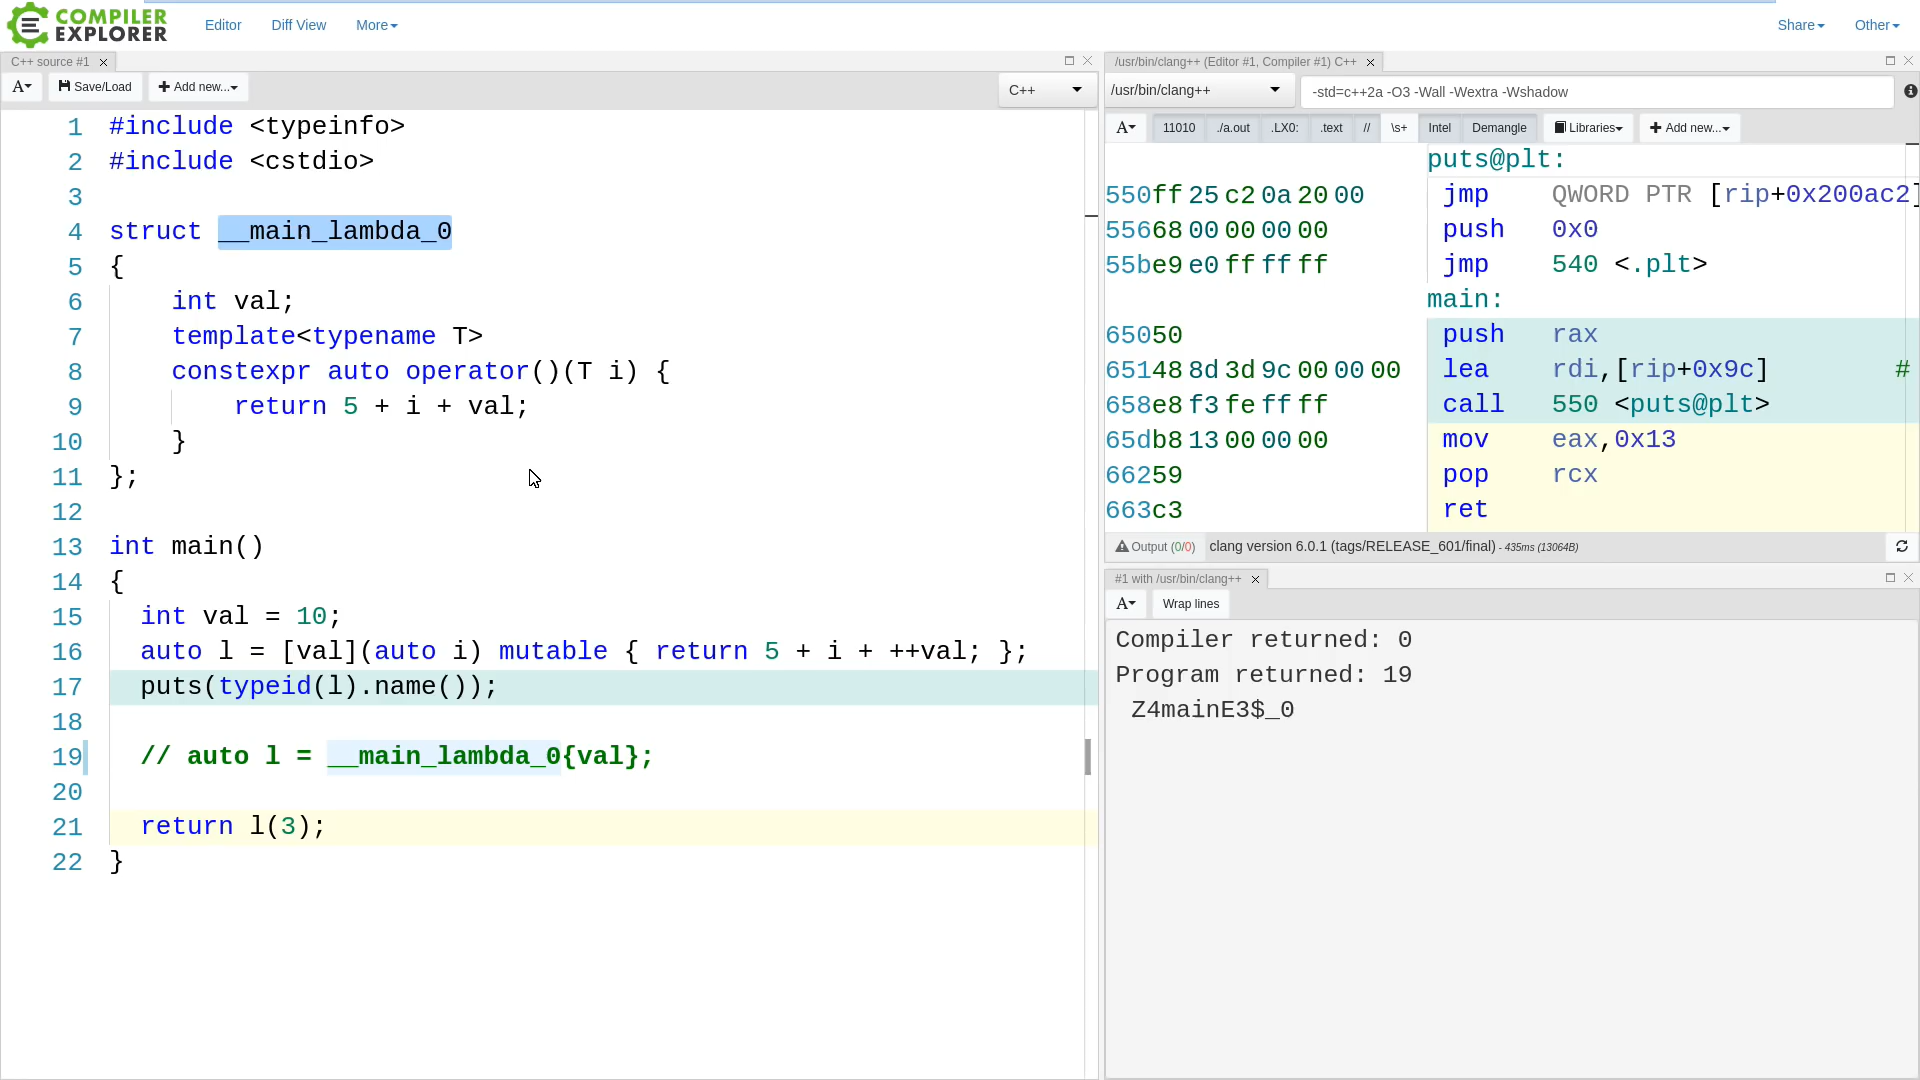 COMPILER
EXPLORER
Editor
Diff View
More
Share
Other
C++ source #1
A
Save/Load
Add new...
C++
1 #include <typeinfo>
2 #include <cstdio>
3
4 struct __main_lambda_0
5 {
6     int val;
7     template<typename T>
8     constexpr auto operator()(T i) {
9         return 5 + i + val;
10     }
11 };
12
13 int main()
14 {
15   int val = 10;
16   auto l = [val](auto i) mutable { return 5 + i + ++val; };
17   puts(typeid(l).name());
18
19   // auto l = __main_lambda_0{val};
20
21   return l(3);
22 }
/usr/bin/clang++ (Editor #1, Compiler #1) C++
/usr/bin/clang++
-std=c++2a -O3 -Wall -Wextra -Wshadow
A
11010
./a.out
.LX0:
.text
//
\s+
Intel
Demangle
Libraries
Add new...
puts@plt:
550 ff 25 c2 0a 20 00 jmp QWORD PTR [rip+0x200ac2]
556 68 00 00 00 00 push 0x0
55b e9 e0 ff ff ff jmp 540 <.plt>
main:
650 50 push rax
651 48 8d 3d 9c 00 00 00 lea rdi,[rip+0x9c] #
658 e8 f3 fe ff ff call 550 <puts@plt>
65d b8 13 00 00 00 mov eax,0x13
662 59 pop rcx
663 c3 ret
Output (0/0) clang version 6.0.1 (tags/RELEASE_601/final) - 435ms (13064B)
#1 with /usr/bin/clang++
A
Wrap lines
Compiler returned: 0
Program returned: 19
Z4mainE3$_0